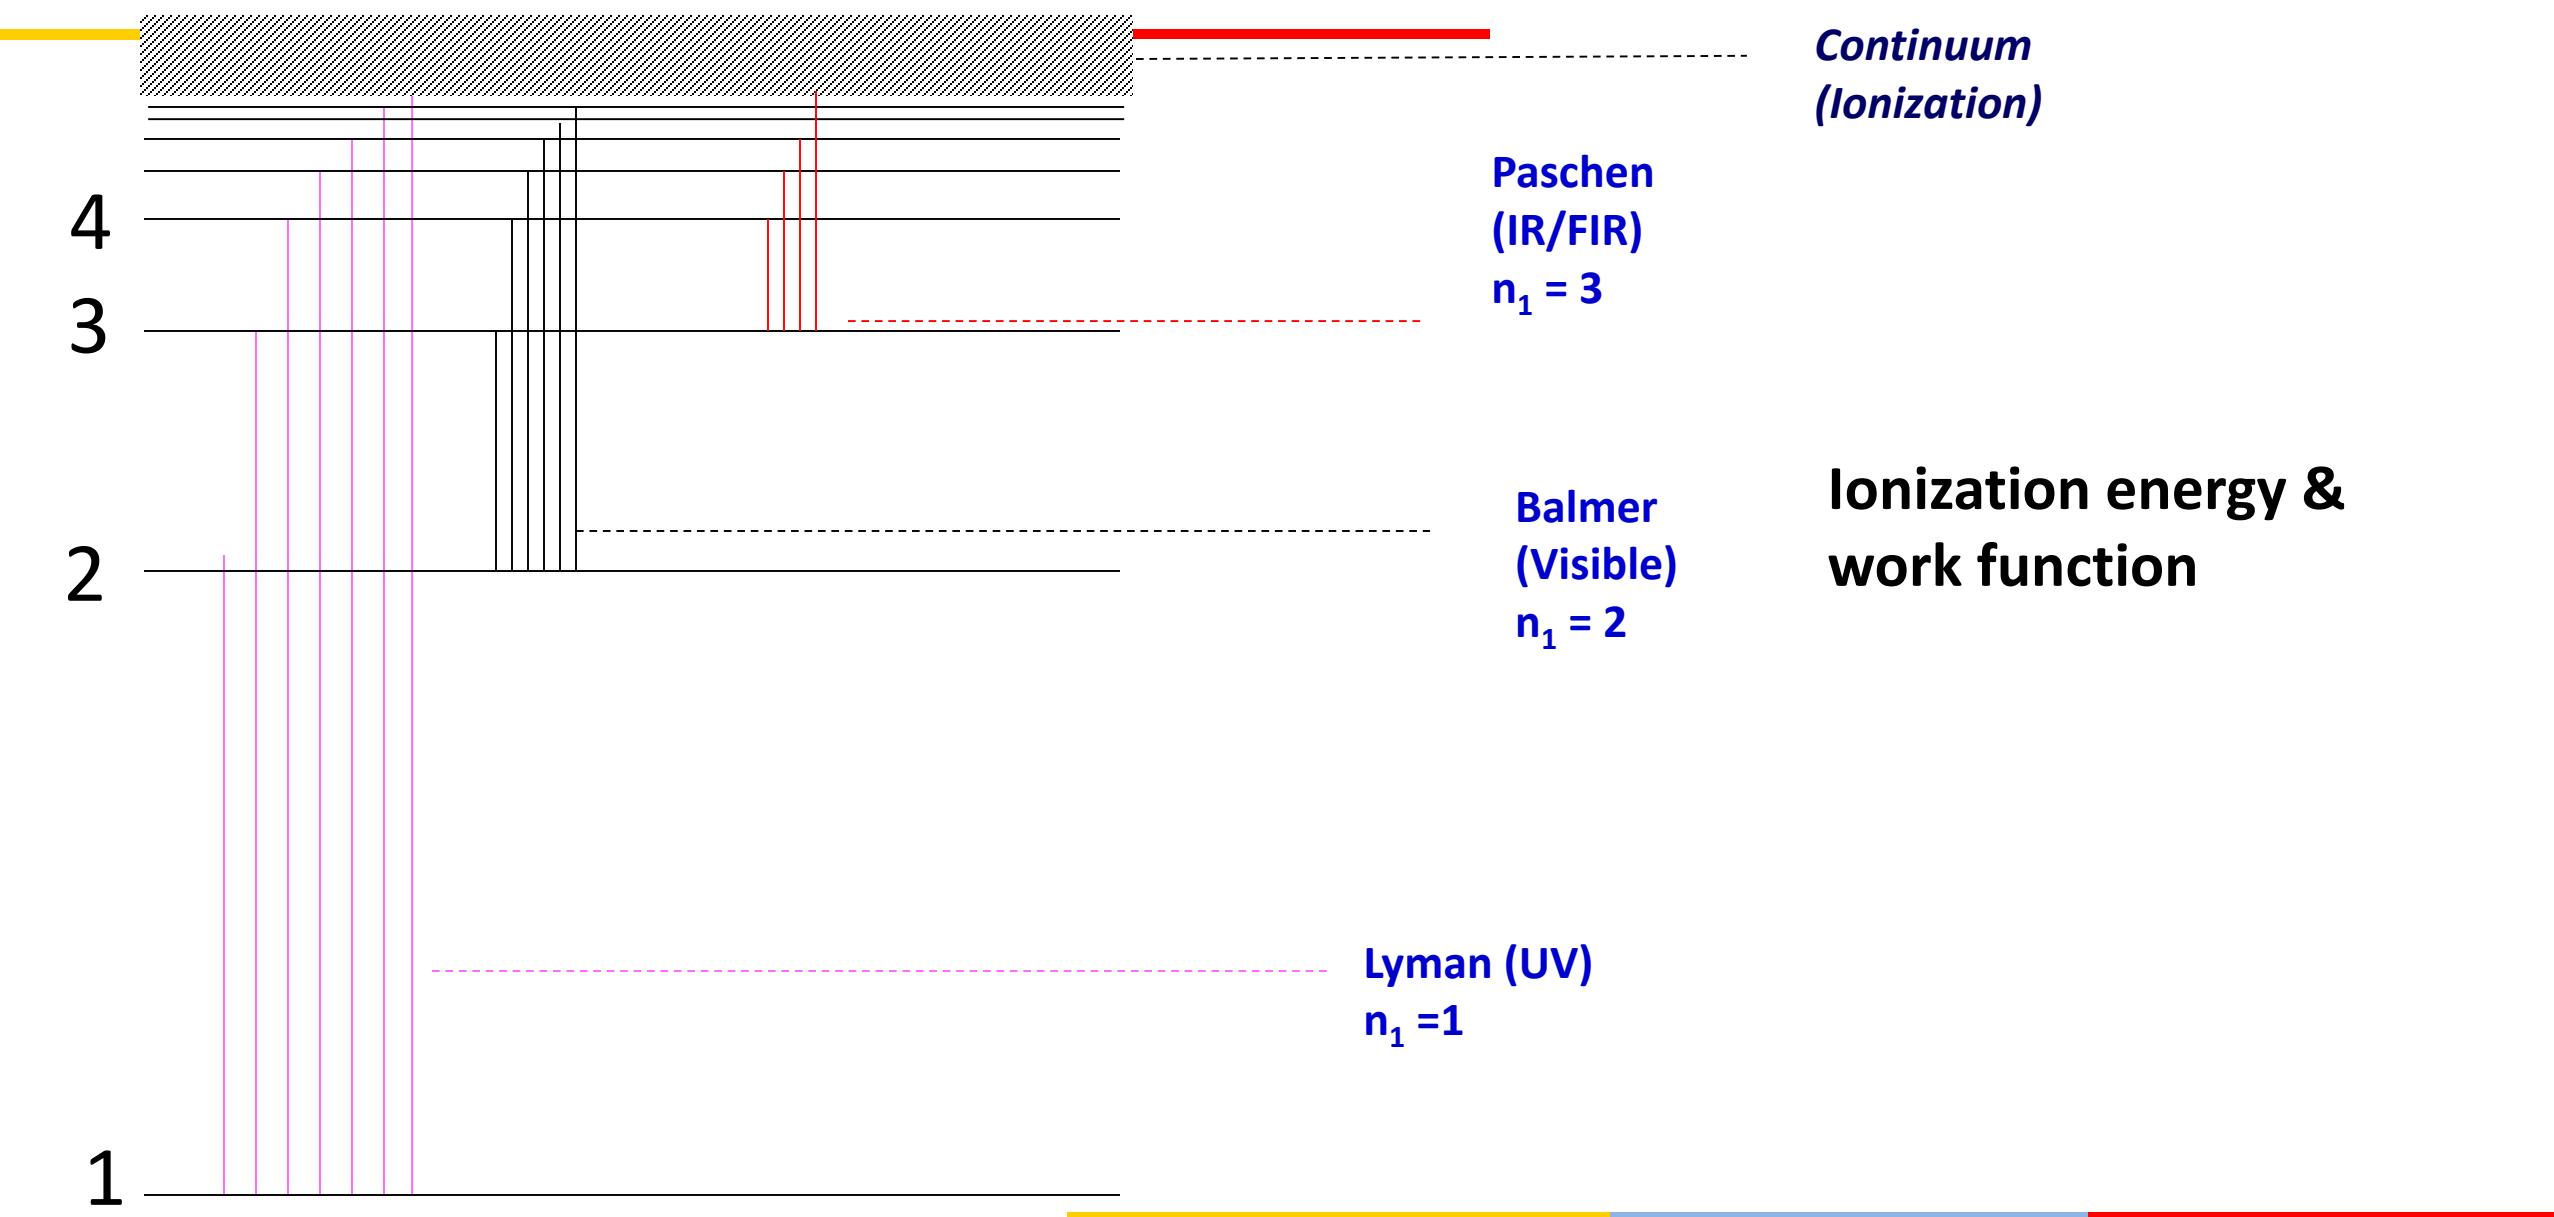 Continuum
(Ionization)
Paschen
(IR/FIR)
n₁ = 3
4
3
Balmer
(Visible)
n₁ = 2
Ionization energy &
work function
2
Lyman (UV)
n₁ =1
1